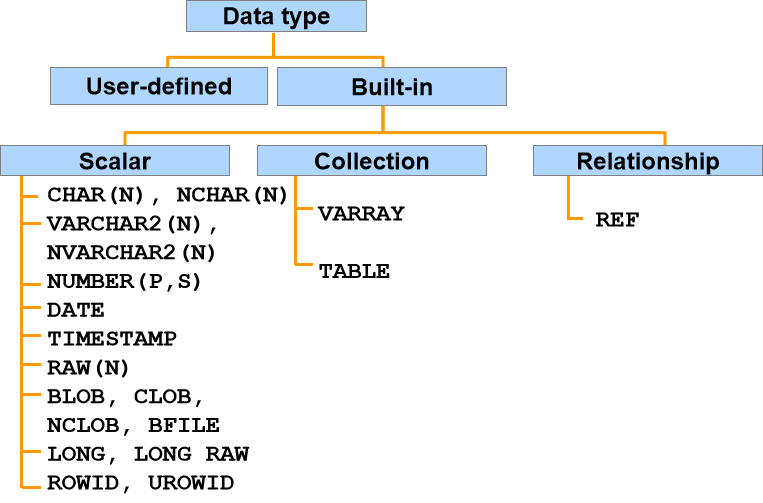 Data type
User-defined
Built-in
Scalar
Collection
Relationship
CHAR(N), NCHAR(N)
VARCHAR2(N),
NVARCHAR2(N)
NUMBER(P,S)
DATE
TIMESTAMP
RAW(N)
BLOB, CLOB,
NCLOB, BFILE
LONG, LONG RAW
ROWID, UROWID
VARRAY
TABLE
REF